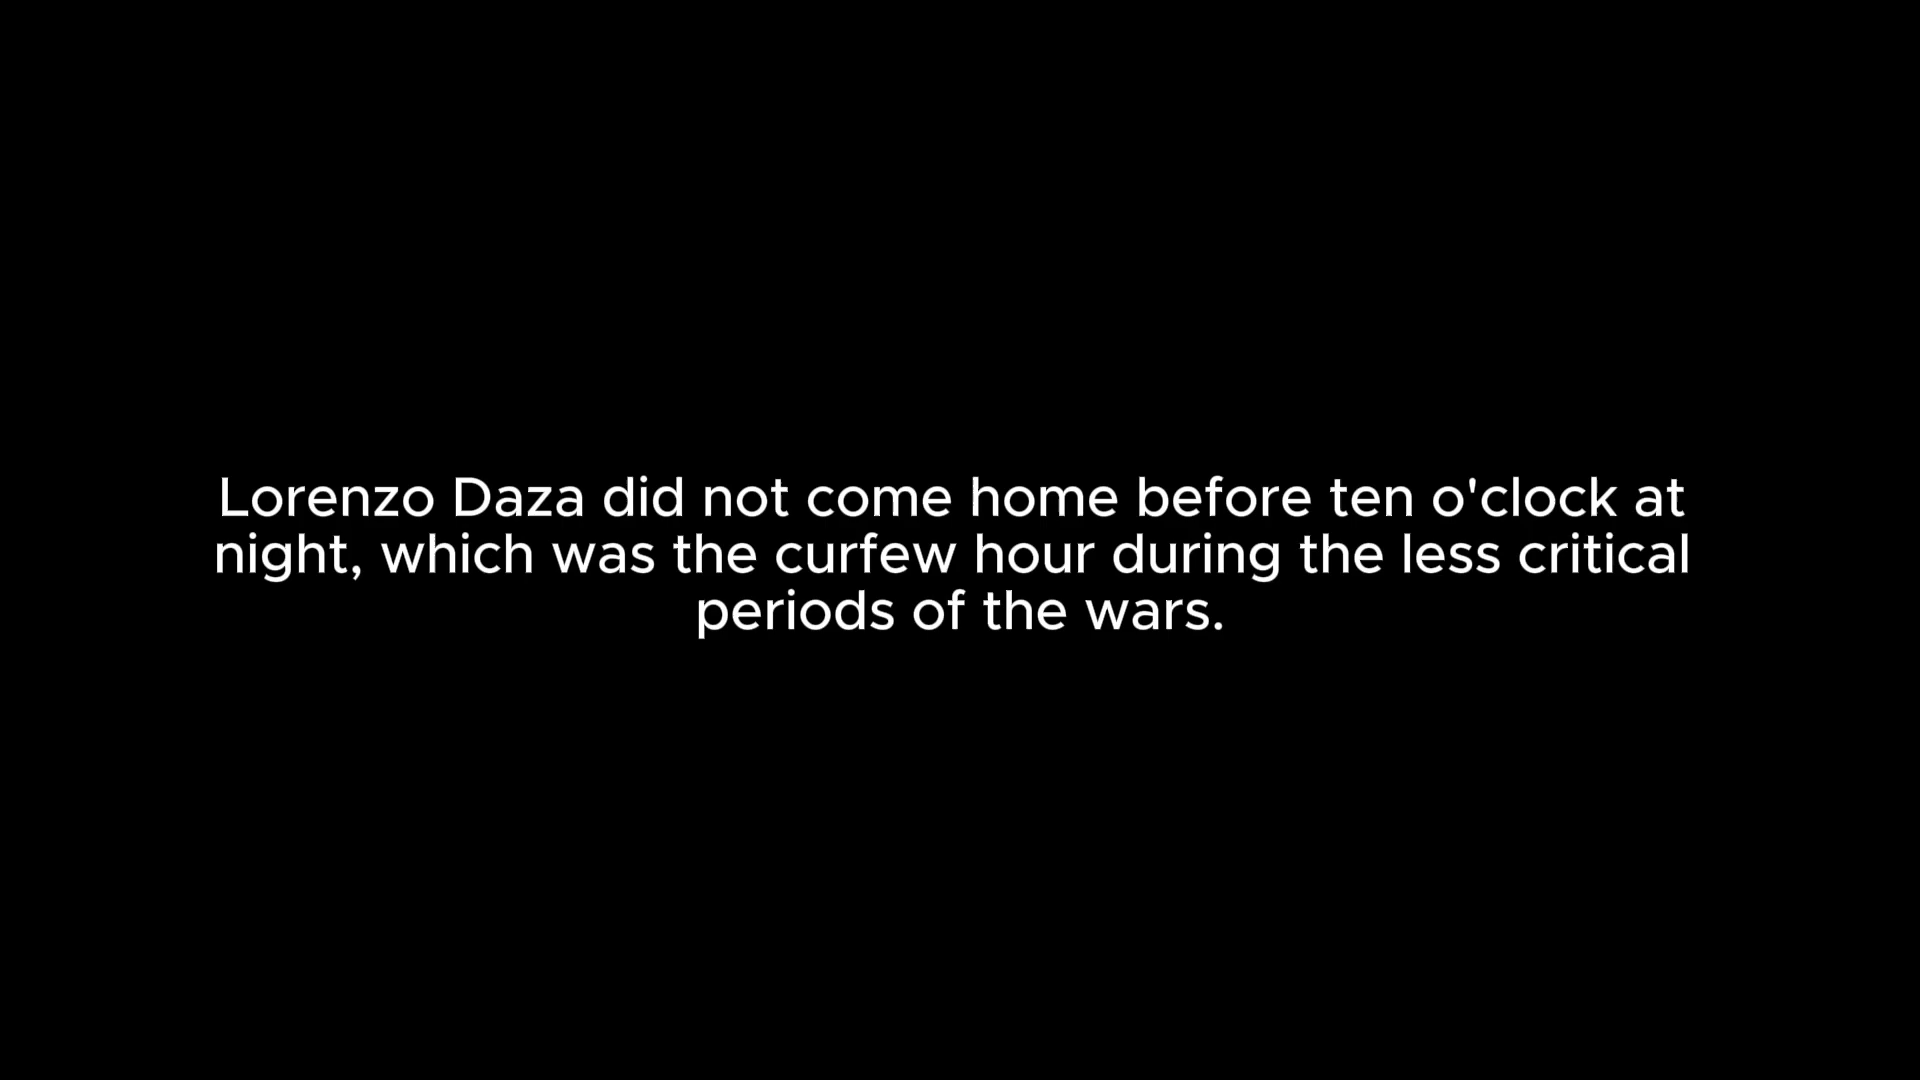 Lorenzo Daza did not come home before ten o'clock at
night, which was the curfew hour during the less critical
periods of the wars.